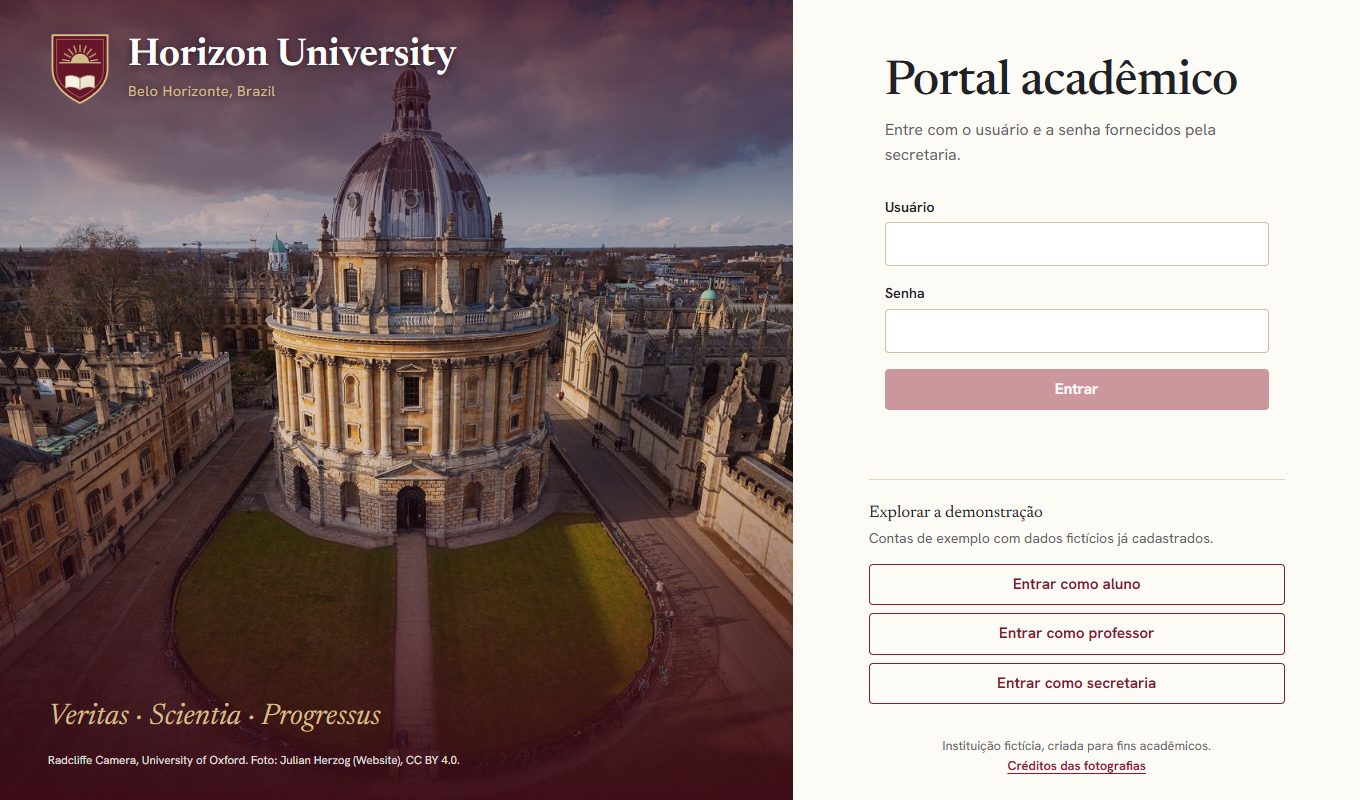 Horizon University
Belo Horizonte, Brazil
Veritas · Scientia · Progressus
Radcliffe Camera, University of Oxford. Foto: Julian Herzog (Website), CC BY 4.0.
Portal acadêmico
Entre com o usuário e a senha fornecidos pela
secretaria.
Usuário
Senha
Entrar
Explorar a demonstração
Contas de exemplo com dados fictícios já cadastrados.
Entrar como aluno
Entrar como professor
Entrar como secretaria
Instituição fictícia, criada para fins acadêmicos.
Créditos das fotografias